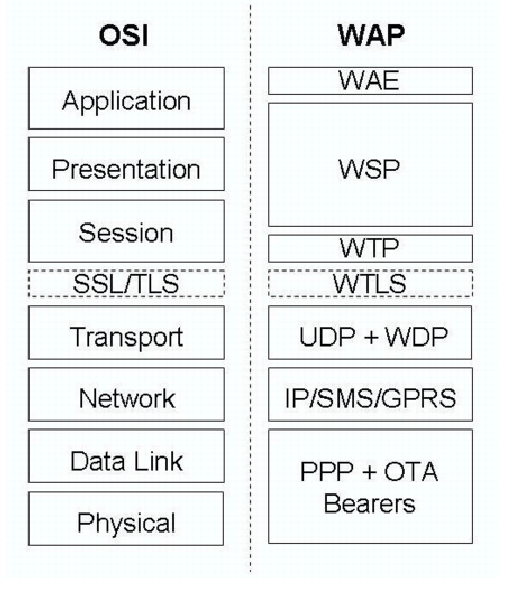 OSI
WAP
Application
WAE
Presentation
WSP
Session
WTP
SSL/TLS
WTLS
Transport
UDP + WDP
Network
IP/SMS/GPRS
Data Link
PPP + OTA
Bearers
Physical